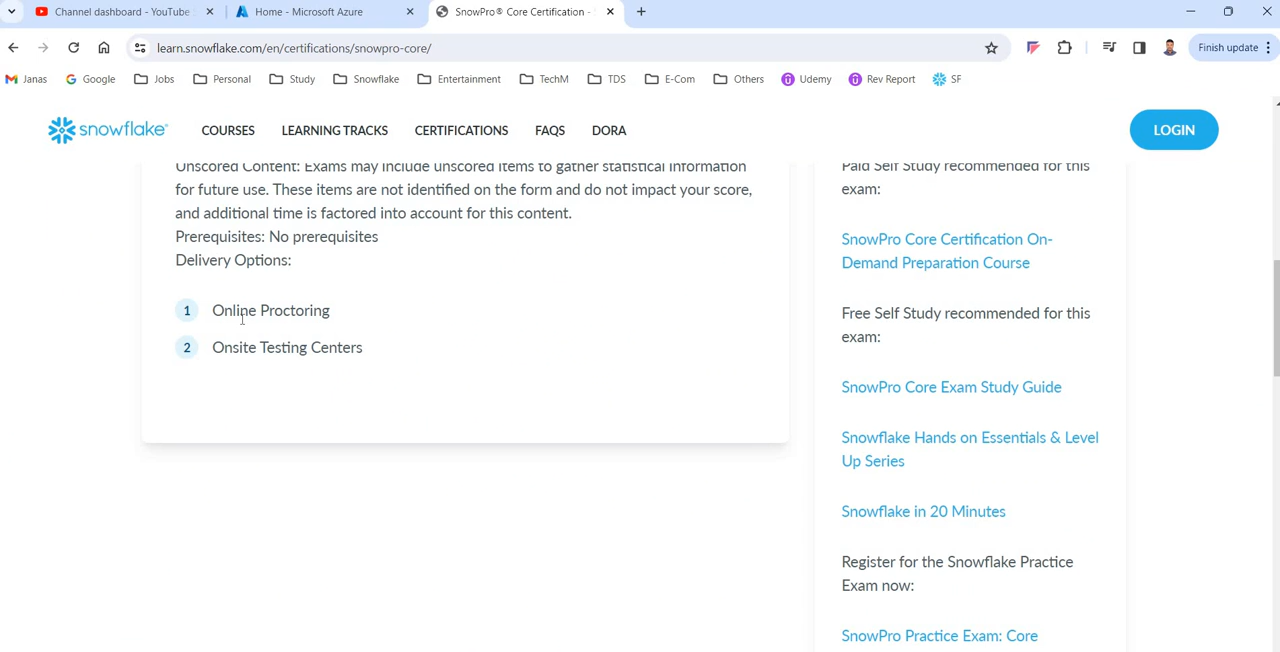 Channel dashboard - YouTube
Home - Microsoft Azure
SnowPro® Core Certification -
learn.snowflake.com/en/certifications/snowpro-core/
Finish update
Janas
Google
Jobs
Personal
Study
Snowflake
Entertainment
TechM
TDS
E-Com
Others
Udemy
Rev Report
SF
snowflake
COURSES
LEARNING TRACKS
CERTIFICATIONS
FAQS
DORA
LOGIN
Unscored Content: Exams may include unscored items to gather statistical information
for future use. These items are not identified on the form and do not impact your score,
and additional time is factored into account for this content.
Prerequisites: No prerequisites
Delivery Options:
1 Online Proctoring
2 Onsite Testing Centers
Paid Self Study recommended for this
exam:
SnowPro Core Certification On-
Demand Preparation Course
Free Self Study recommended for this
exam:
SnowPro Core Exam Study Guide
Snowflake Hands on Essentials & Level
Up Series
Snowflake in 20 Minutes
Register for the Snowflake Practice
Exam now:
SnowPro Practice Exam: Core